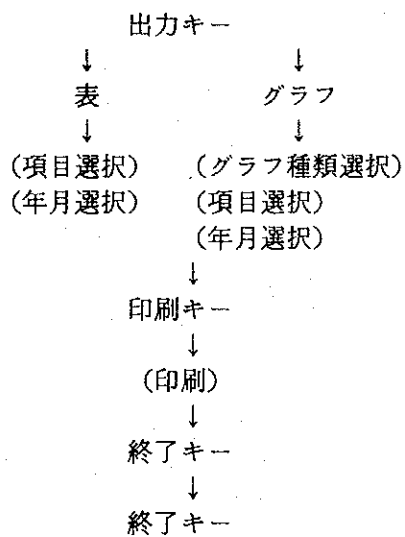 出力キー
↓ ↓
表 グラフ
↓ ↓
(項目選択) (グラフ種類選択)
(年月選択) (項目選択)
(年月選択)
↓
印刷キー
↓
(印刷)
↓
終了キー
↓
終了キー